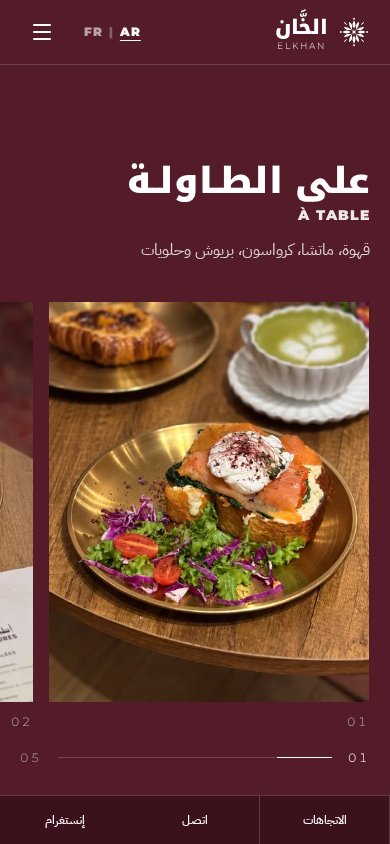 الخَّان
ELKHAN
AR | FR
على الطاولة
À TABLE
قهوة، ماتشا، كرواسون، بريوش وحلويات
01
02
01
05
الاتجاهات
اتصل
إنستغرام